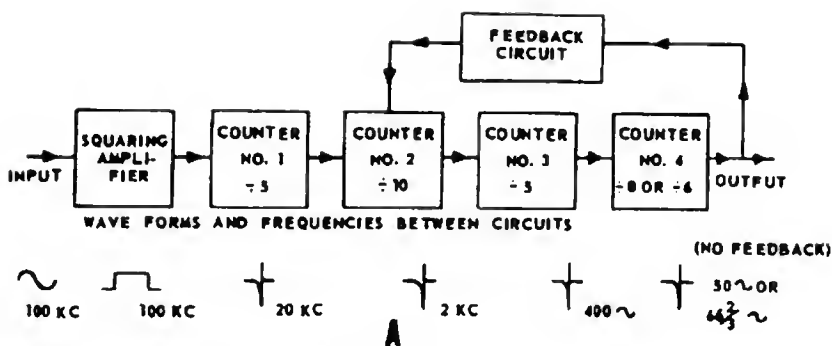 FEEDBACK
CIRCUIT
SQUARING
AMPLI-
FIER
COUNTER
NO. 1
÷5
COUNTER
NO. 2
÷10
COUNTER
NO. 3
÷5
COUNTER
NO. 4
÷8 OR ÷6
INPUT
OUTPUT
WAVE FORMS AND FREQUENCIES BETWEEN CIRCUITS
(NO FEEDBACK)
100 KC
100 KC
20 KC
2 KC
400 ~
50 ~ OR
66 2/3 ~
A